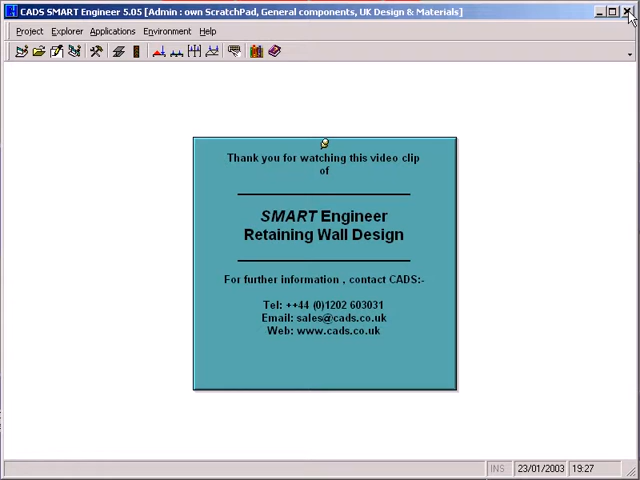 CADS SMART Engineer 5.05 [Admin : own ScratchPad, General components, UK Design & Materials]
Project Explorer Applications Environment Help
Thank you for watching this video clip
of
SMART Engineer
Retaining Wall Design
For further information , contact CADS:-
Tel: ++44 (0)1202 603031
Email: sales@cads.co.uk
Web: www.cads.co.uk
INS 23/01/2003 19:27